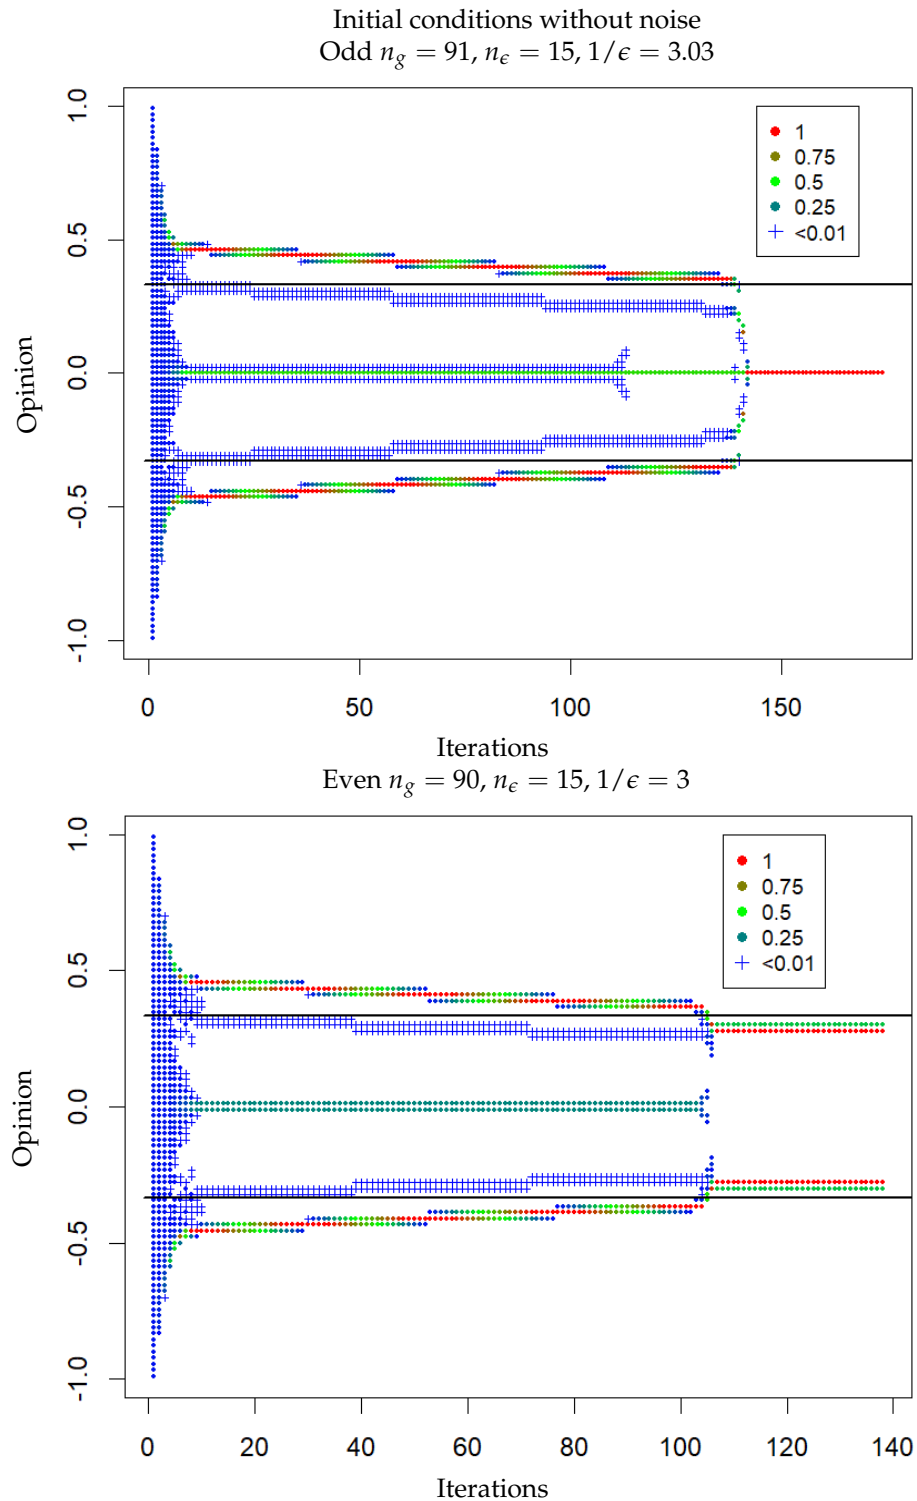 Initial conditions without noise
Odd n_g = 91, n_ϵ = 15, 1/ϵ = 3.03
1.0
0.5
0.0
-0.5
-1.0
Opinion
1
0.75
0.5
0.25
<0.01
0 50 100 150
Iterations
Even n_g = 90, n_ϵ = 15, 1/ϵ = 3
1.0
0.5
0.0
-0.5
-1.0
Opinion
1
0.75
0.5
0.25
<0.01
0 20 40 60 80 100 120 140
Iterations